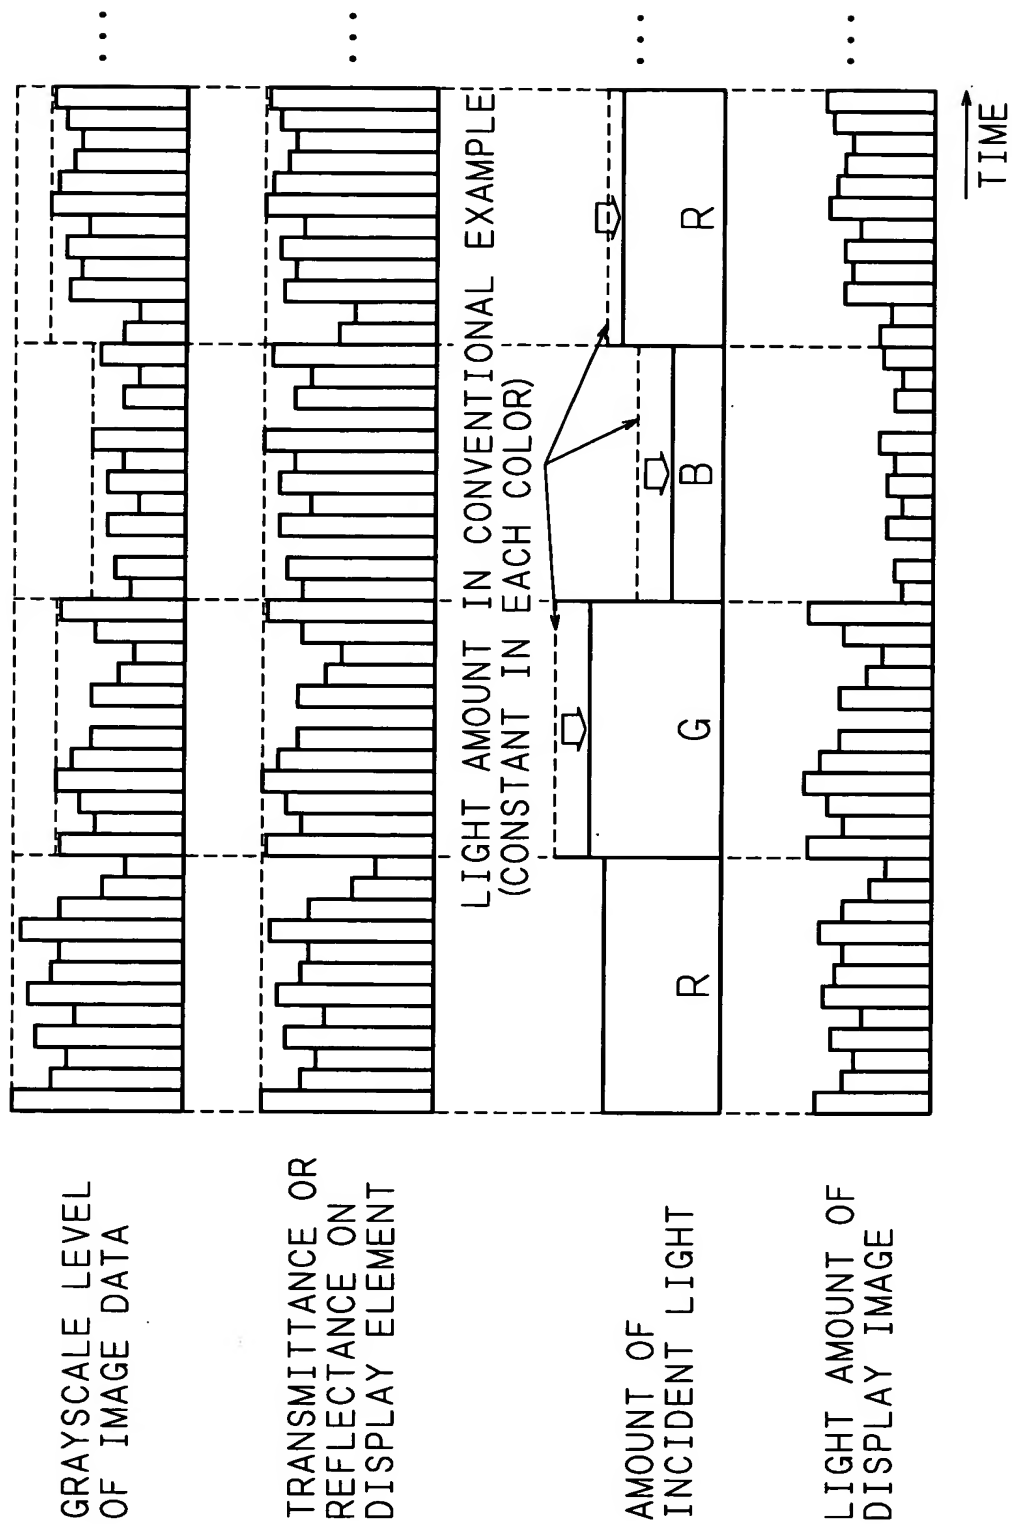 GRAYSCALE LEVEL
OF IMAGE DATA
TRANSMITTANCE OR
REFLECTANCE ON
DISPLAY ELEMENT
LIGHT AMOUNT IN CONVENTIONAL EXAMPLE
(CONSTANT IN EACH COLOR)
AMOUNT OF
INCIDENT LIGHT
R
G
B
R
LIGHT AMOUNT OF
DISPLAY IMAGE
TIME